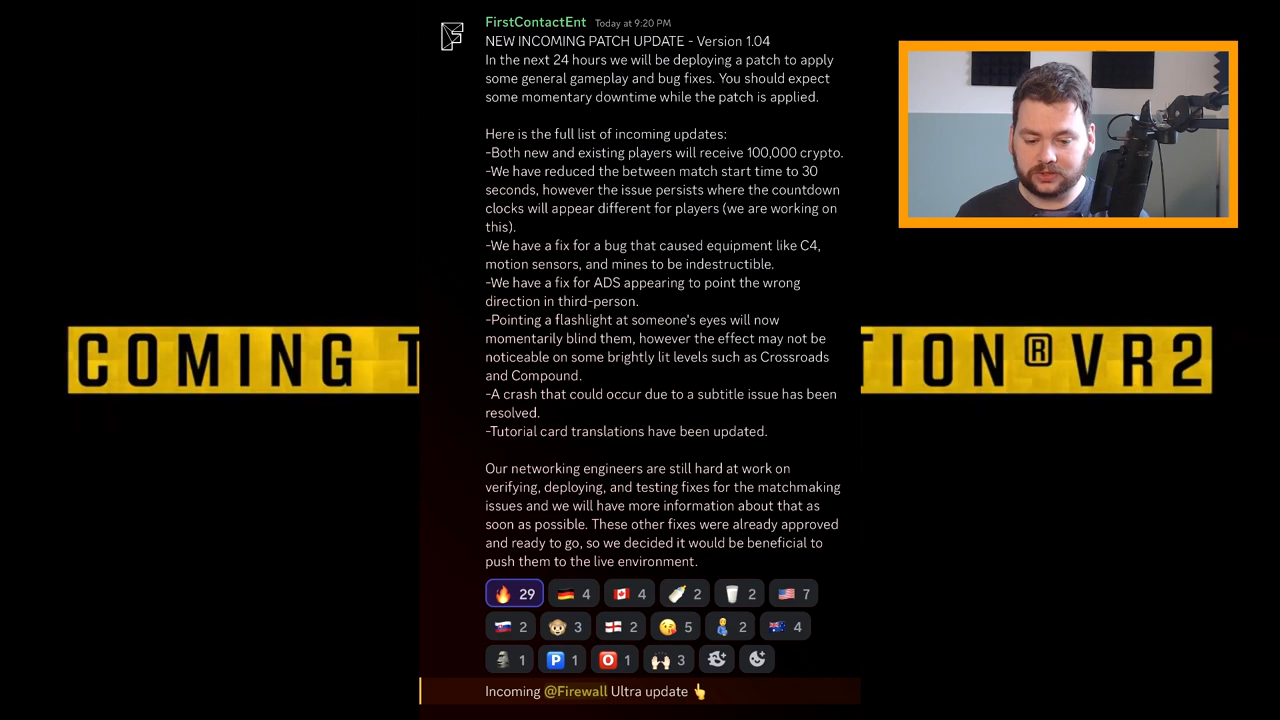 FirstContactEnt Today at 9:20 PM
NEW INCOMING PATCH UPDATE - Version 1.04
In the next 24 hours we will be deploying a patch to apply
some general gameplay and bug fixes. You should expect
some momentary downtime while the patch is applied.
Here is the full list of incoming updates:
-Both new and existing players will receive 100,000 crypto.
-We have reduced the between match start time to 30
seconds, however the issue persists where the countdown
clocks will appear different for players (we are working on
this).
-We have a fix for a bug that caused equipment like C4,
motion sensors, and mines to be indestructible.
-We have a fix for ADS appearing to point the wrong
direction in third-person.
-Pointing a flashlight at someone's eyes will now
momentarily blind them, however the effect may not be
noticeable on some brightly lit levels such as Crossroads
and Compound.
-A crash that could occur due to a subtitle issue has been
resolved.
-Tutorial card translations have been updated.
Our networking engineers are still hard at work on
verifying, deploying, and testing fixes for the matchmaking
issues and we will have more information about that as
soon as possible. These other fixes were already approved
and ready to go, so we decided it would be beneficial to
push them to the live environment.
29 4 4 2 2 7
2 3 2 5 2 4
1 P 1 O 1 3
Incoming @Firewall Ultra update
COMING T
TION® VR2